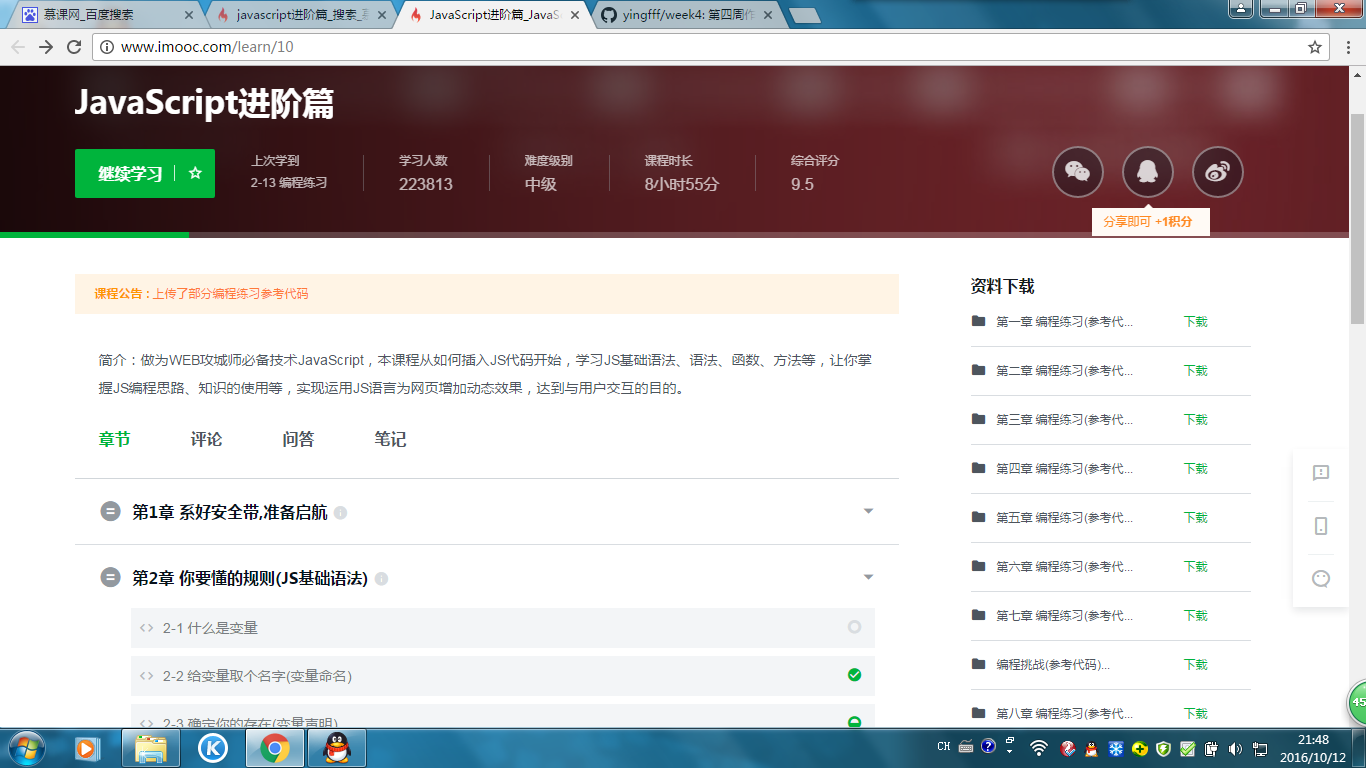 慕课网_百度搜索
javascript进阶篇_搜索_
JavaScript进阶篇_JavaS
yingfff/week4: 第四周作
www.imooc.com/learn/10
JavaScript进阶篇
继续学习
上次学到
2-13 编程练习
学习人数
223813
难度级别
中级
课程时长
8小时55分
综合评分
9.5
分享即可 +1积分
课程公告 : 上传了部分编程练习参考代码
简介：做为WEB攻城师必备技术JavaScript，本课程从如何插入JS代码开始，学习JS基础语法、语法、函数、方法等，让你掌
握JS编程思路、知识的使用等，实现运用JS语言为网页增加动态效果，达到与用户交互的目的。
章节 评论 问答 笔记
第1章 系好安全带,准备启航
第2章 你要懂的规则(JS基础语法)
2-1 什么是变量
2-2 给变量取个名字(变量命名)
2-3 确定你的存在(变量声明)
资料下载
第一章 编程练习(参考代... 下载
第二章 编程练习(参考代... 下载
第三章 编程练习(参考代... 下载
第四章 编程练习(参考代... 下载
第五章 编程练习(参考代... 下载
第六章 编程练习(参考代... 下载
第七章 编程练习(参考代... 下载
编程挑战(参考代码)... 下载
第八章 编程练习(参考代... 下载
45
CH
21:48
2016/10/12